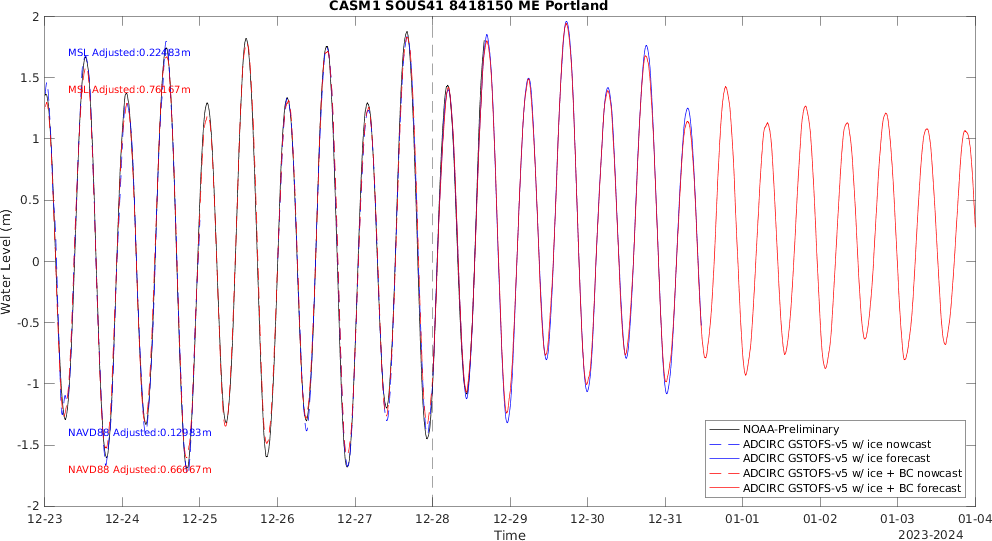 CASM1 SOUS41 8418150 ME Portland
2
1.5
1
0.5
0
-0.5
-1
-1.5
-2
Water Level (m)
MSL Adjusted:0.22483m
MSL Adjusted:0.76167m
NAVD88 Adjusted:0.12983m
NAVD88 Adjusted:0.66667m
NOAA-Preliminary
ADCIRC GSTOFS-v5 w/ ice nowcast
ADCIRC GSTOFS-v5 w/ ice forecast
ADCIRC GSTOFS-v5 w/ ice + BC nowcast
ADCIRC GSTOFS-v5 w/ ice + BC forecast
12-23 12-24 12-25 12-26 12-27 12-28 12-29 12-30 12-31 01-01 01-02 01-03 01-04
Time
2023-2024